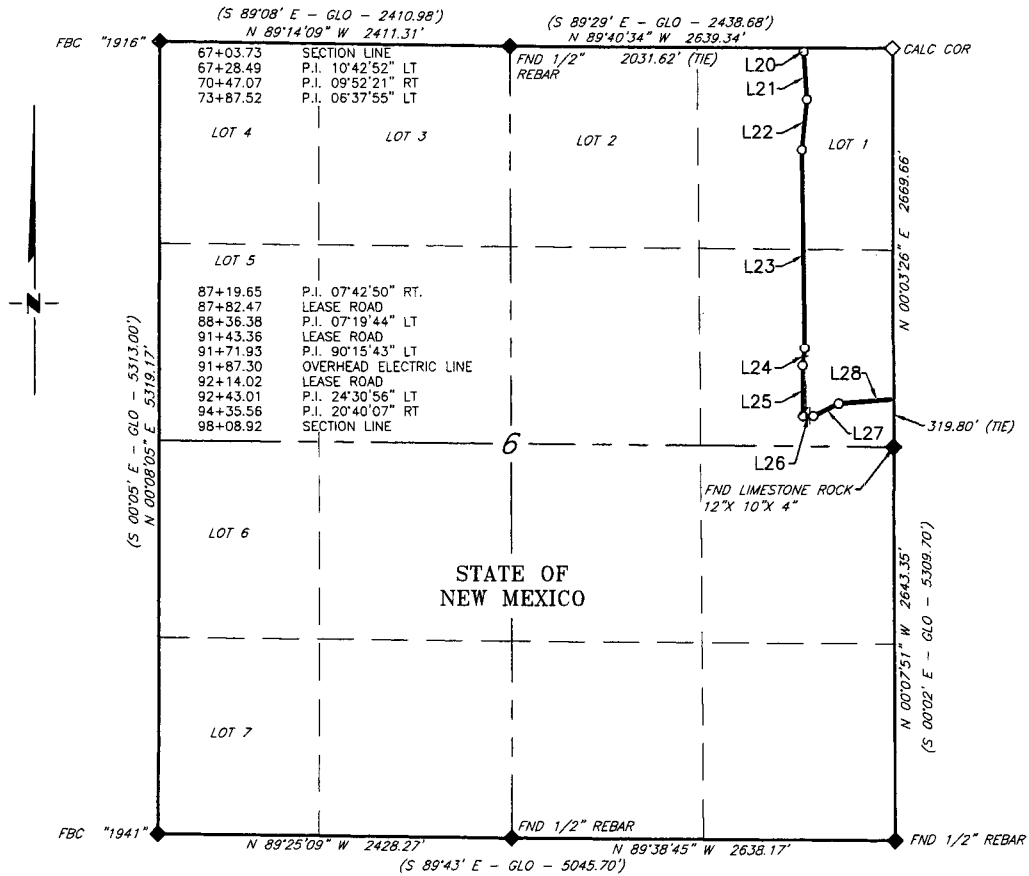 (S 89°08' E - GLO - 2410.98')
N 89°14'09" W 2411.31'
(S 89°29' E - GLO - 2438.68')
N 89°40'34" W 2639.34'
FBC "1916"
CALC COR
67+03.73 SECTION LINE
67+28.49 P.I. 10°42'52" LT
70+47.07 P.I. 09°52'21" RT
73+87.52 P.I. 06°37'55" LT
FND 1/2"
REBAR
2031.62' (TIE)
L20
L21
L22
LOT 4
LOT 3
LOT 2
LOT 1
N 00°03'26" E 2669.66'
L23
LOT 5
N
87+19.65 P.I. 07°42'50" RT.
87+82.47 LEASE ROAD
88+36.38 P.I. 07°19'44" LT
91+43.36 LEASE ROAD
91+71.93 P.I. 90°15'43" LT
91+87.30 OVERHEAD ELECTRIC LINE
92+14.02 LEASE ROAD
92+43.01 P.I. 24°30'56" LT
94+35.56 P.I. 20°40'07" RT
98+08.92 SECTION LINE
(S 00°05' E - GLO - 5313.00')
N 00°08'05" E 5319.17'
L24
L25
L28
L27
L26
319.80' (TIE)
6
FND LIMESTONE ROCK
12"X 10"X 4"
LOT 6
STATE OF
NEW MEXICO
N 00°07'51" W 2643.35'
(S 00°02' E - GLO - 5309.70')
LOT 7
FBC "1941"
FND 1/2" REBAR
FND 1/2" REBAR
N 89°25'09" W 2428.27'
N 89°38'45" W 2638.17'
(S 89°43' E - GLO - 5045.70')